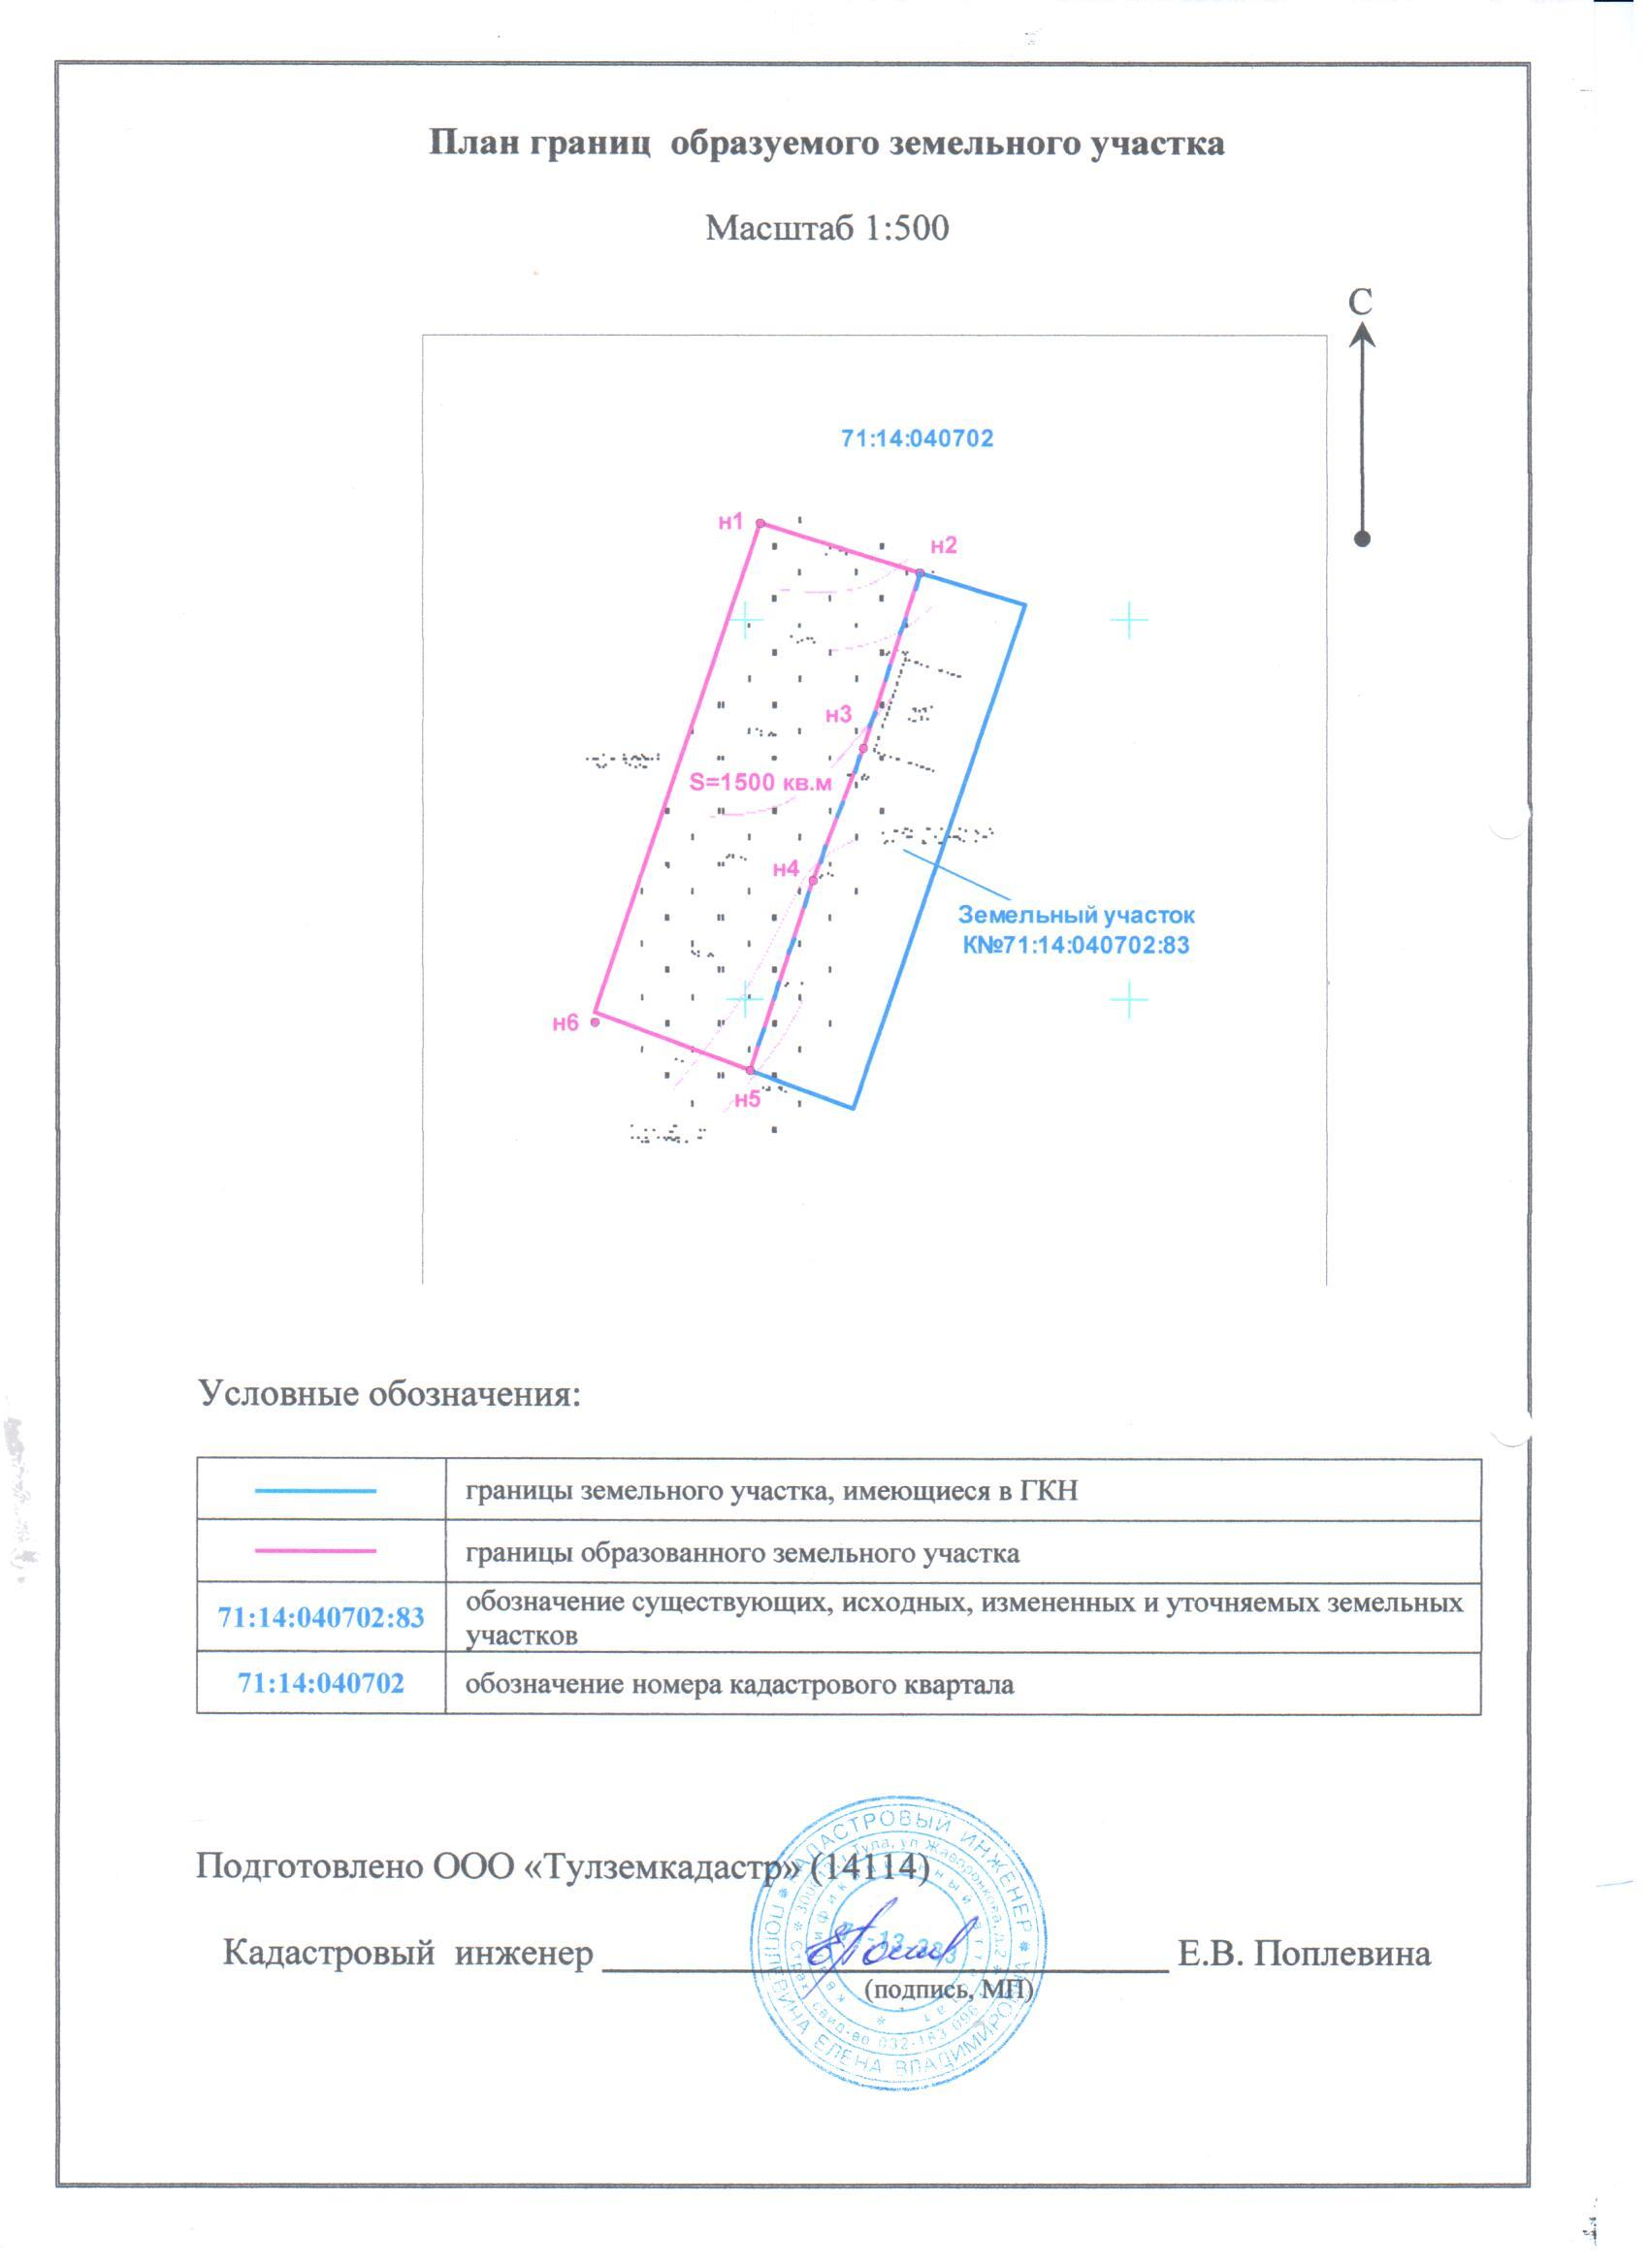 План границ образуемого земельного участка
Масштаб 1:500
С
71:14:040702
н1
н2
н3
S=1500 кв.м
н4
Земельный участок
К№71:14:040702:83
н6
н5
Условные обозначения:
границы земельного участка, имеющиеся в ГКН
границы образованного земельного участка
71:14:040702:83
обозначение существующих, исходных, измененных и уточняемых земельных
участков
71:14:040702
обозначение номера кадастрового квартала
Подготовлено ООО «Тулземкадастр» (14114)
Кадастровый инженер Е.В. Поплевина
(подпись, МП)
КАДАСТРОВЫЙ ИНЖЕНЕР * ПОПЛЕВИНА ЕЛЕНА ВЛАДИМИРОВНА *